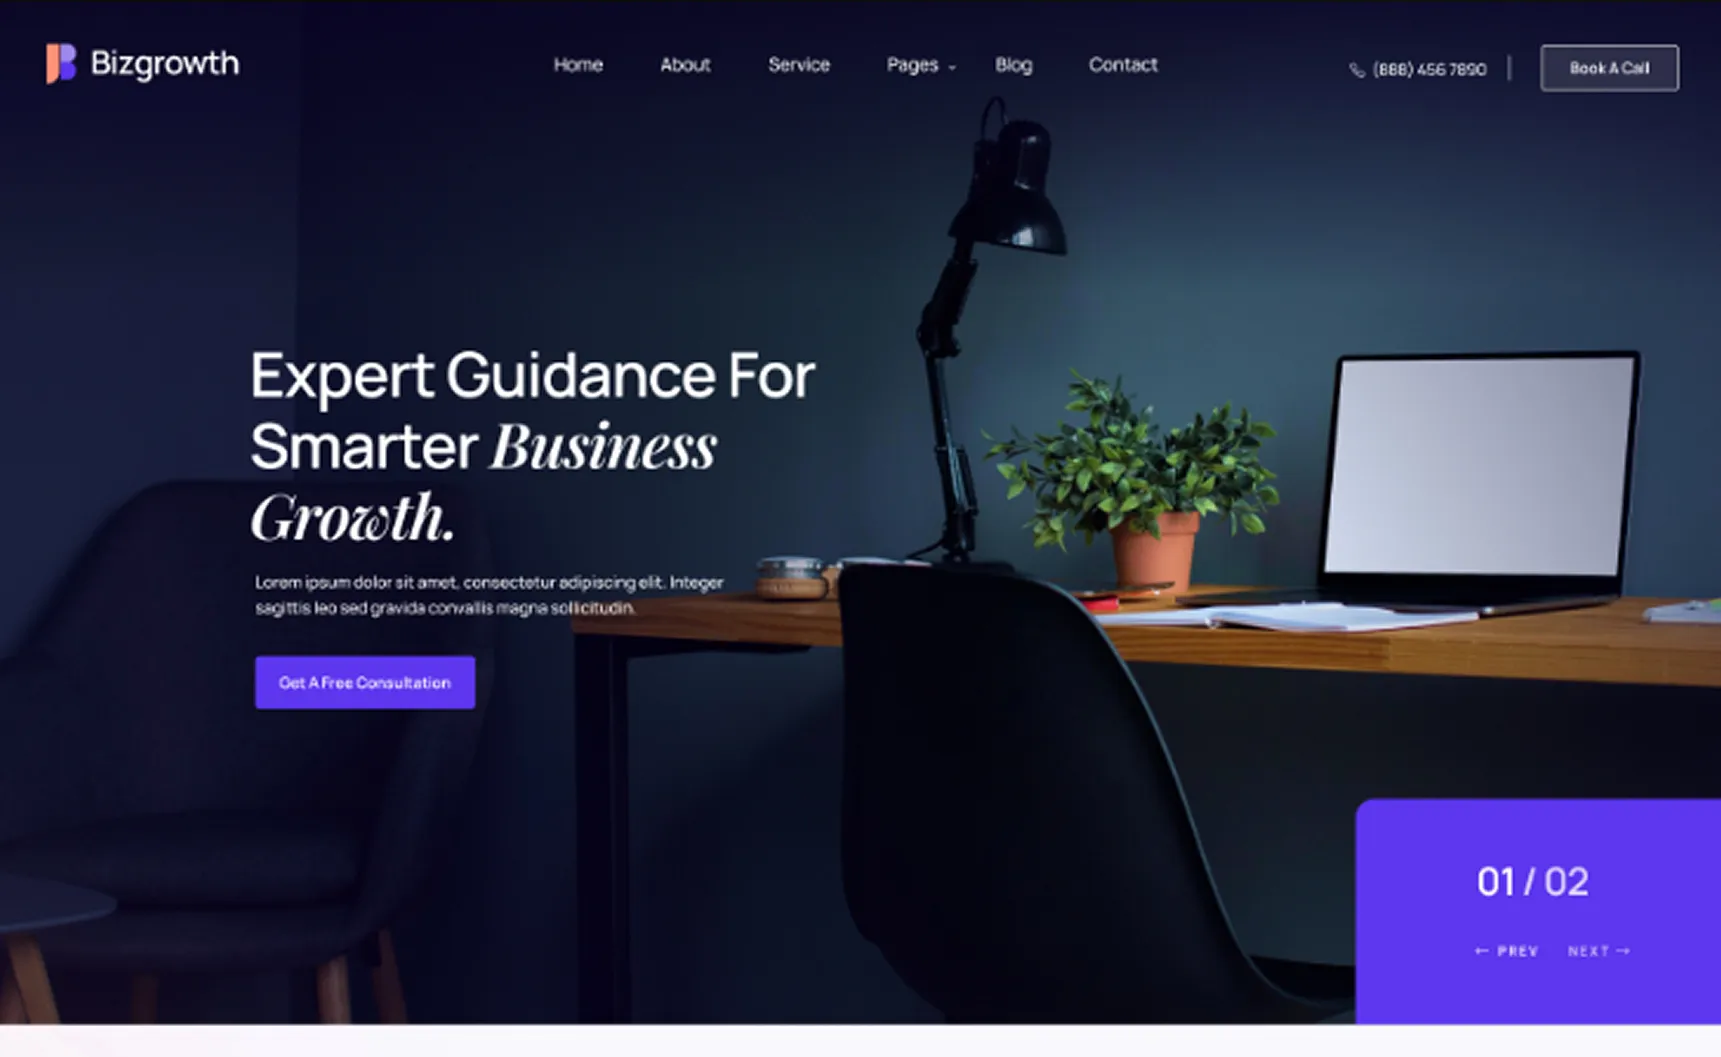 Bizgrowth
Home About Service Pages Blog Contact
(888) 456 7890
Book A Call
Expert Guidance For
Smarter Business
Growth.
Lorem ipsum dolor sit amet, consectetur adipiscing elit. Integer
sagittis leo sed gravida convallis magna sollicitudin.
Get A Free Consultation
01 / 02
← PREV NEXT →